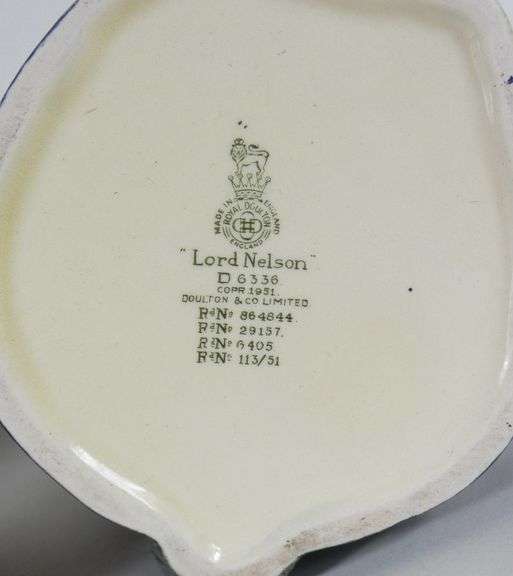 MADE IN ENGLAND
ROYAL DOULTON
ENGLAND
"Lord Nelson"
D 6336.
COPR. 1951.
DOULTON & CO LIMITED
Rd No 864844.
Rd No 29157.
Rd No 6405
Rd No 113/51